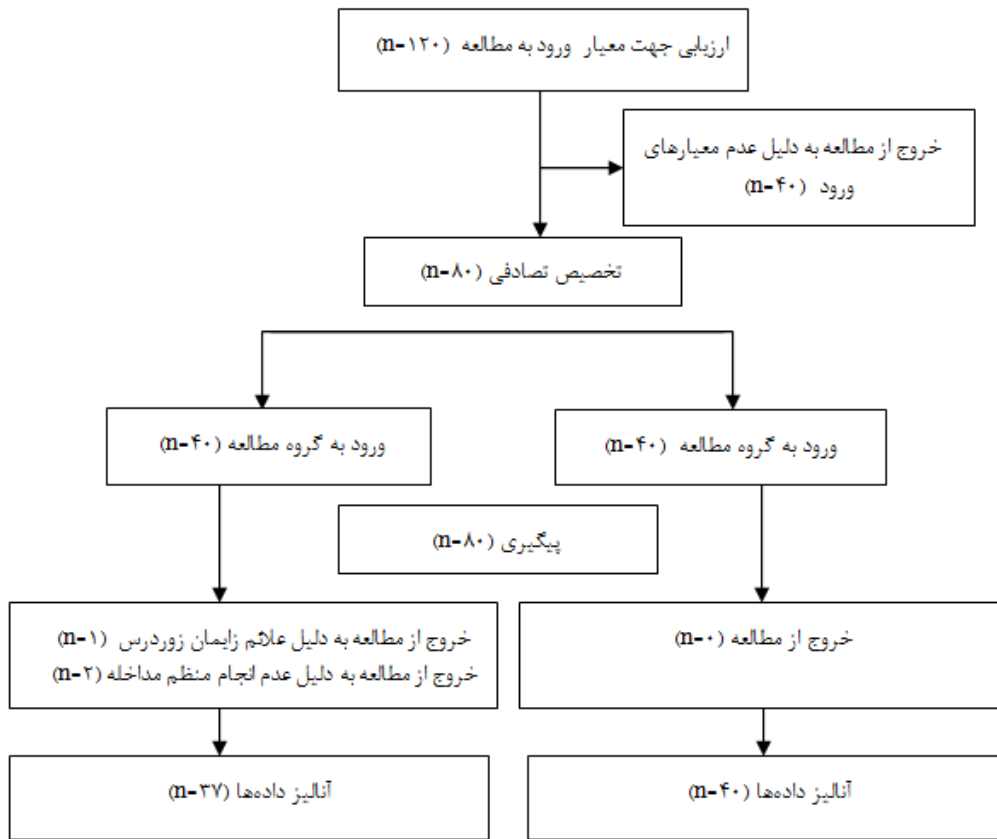 ارزیابی جهت معیار ورود به مطالعه (n-۱۲۰)
خروج از مطالعه به دلیل عدم معیارهای
ورود (n-۴۰)
تخصیص تصادفی (n-۸۰)
ورود به گروه مطالعه (n-۴۰)
ورود به گروه مطالعه (n-۴۰)
پیگیری (n-۸۰)
خروج از مطالعه (n-۰)
خروج از مطالعه به دلیل علائم زایمان زوردرس (n-۱)
خروج از مطالعه به دلیل عدم انجام منظم مداخله (n-۲)
آنالیز داده‌ها (n-۴۰)
آنالیز داده‌ها (n-۳۷)